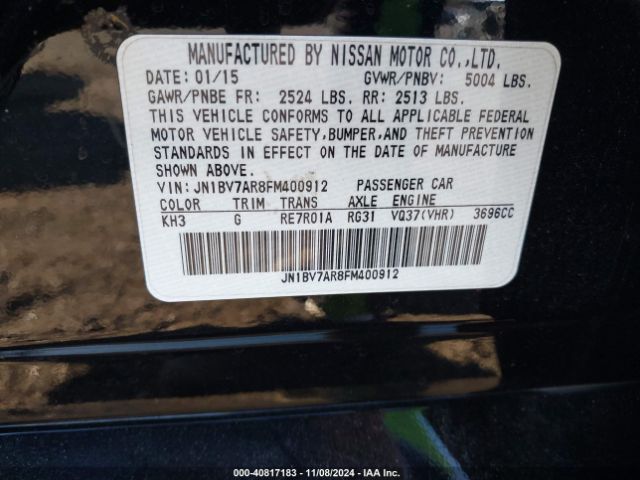 MANUFACTURED BY NISSAN MOTOR CO.,LTD.
DATE: 01/15 GVWR/PNBV: 5004 LBS.
GAWR/PNBE FR: 2524 LBS. RR: 2513 LBS.
THIS VEHICLE CONFORMS TO ALL APPLICABLE FEDERAL
MOTOR VEHICLE SAFETY,BUMPER,AND THEFT PREVENTION
STANDARDS IN EFFECT ON THE DATE OF MANUFACTURE
SHOWN ABOVE.
VIN: JN1BV7AR8FM400912 PASSENGER CAR
COLOR TRIM TRANS AXLE ENGINE
KH3 G RE7R01A RG31 VQ37(VHR) 3696CC
JN1BV7AR8FM400912
000-40817183 - 11/08/2024 - IAA Inc.